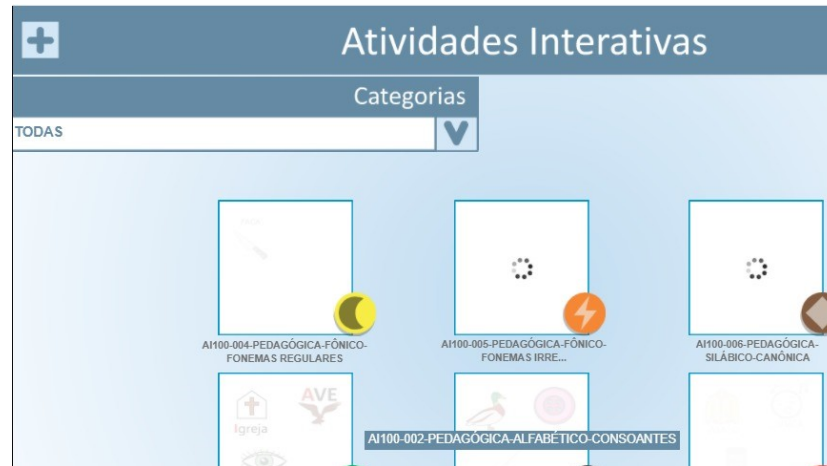 Atividades Interativas
Categorias
TODAS
AI100-004-PEDAGÓGICA-FÔNICO-
FONEMAS REGULARES
AI100-005-PEDAGÓGICA-FÔNICO-
FONEMAS IRRE...
AI100-006-PEDAGÓGICA-
SILÁBICO-CANÔNICA
AVE
Igreja
AI100-002-PEDAGÓGICA-ALFABÉTICO-CONSOANTES